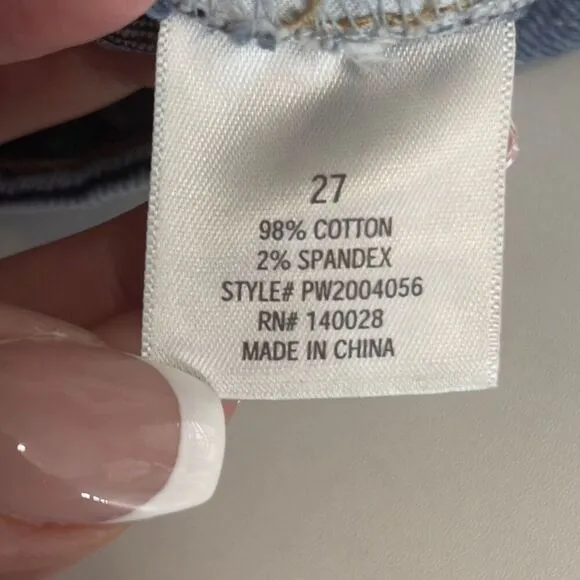 27
98% COTTON
2% SPANDEX
STYLE# PW2004056
RN# 140028
MADE IN CHINA